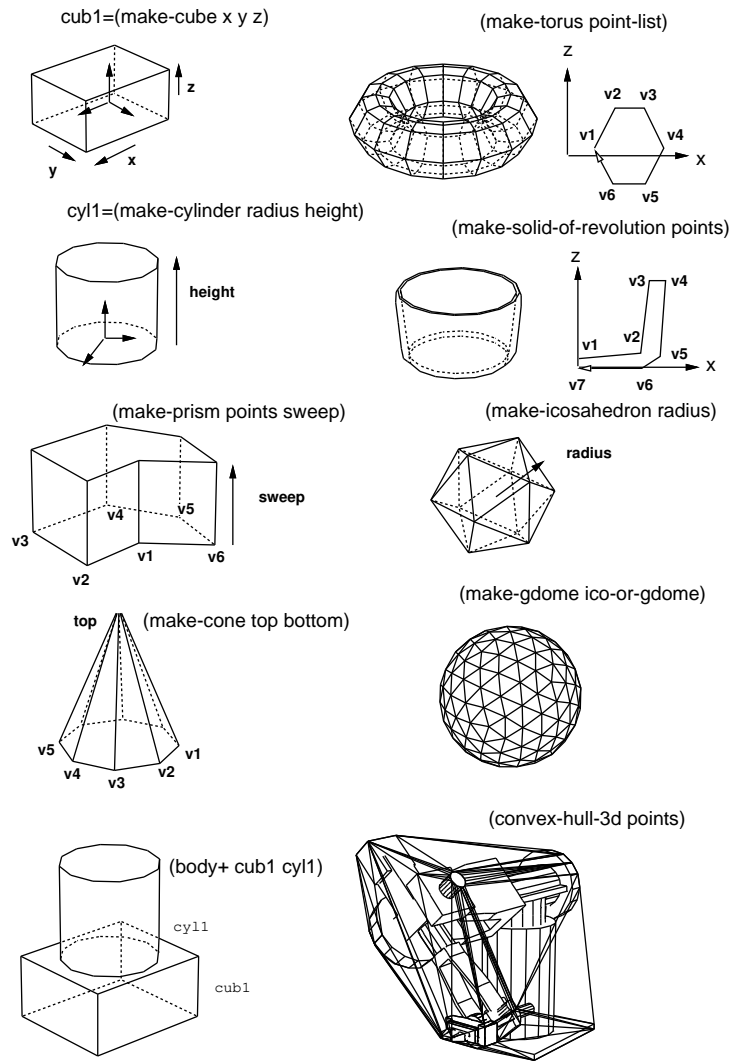 cub1=(make-cube x y z)
z
y
x
(make-torus point-list)
z
v2
v3
v1
v4
x
v6
v5
cyl1=(make-cylinder radius height)
height
(make-solid-of-revolution points)
z
v3
v4
v1
v2
v5
x
v7
v6
(make-prism points sweep)
sweep
v4
v5
v3
v1
v6
v2
(make-icosahedron radius)
radius
top
(make-cone top bottom)
v5
v1
v4
v2
v3
(make-gdome ico-or-gdome)
(body+ cub1 cyl1)
cyl1
cub1
(convex-hull-3d points)